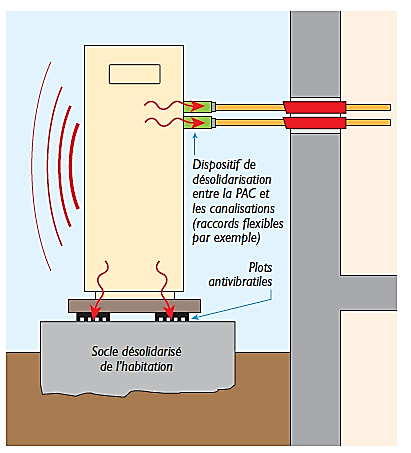 Dispositif de
désolidarisation
entre la PAC et
les canalisations
(raccords flexibles
par exemple)
Plots
antivibratiles
Socle désolidarisé
de l'habitation